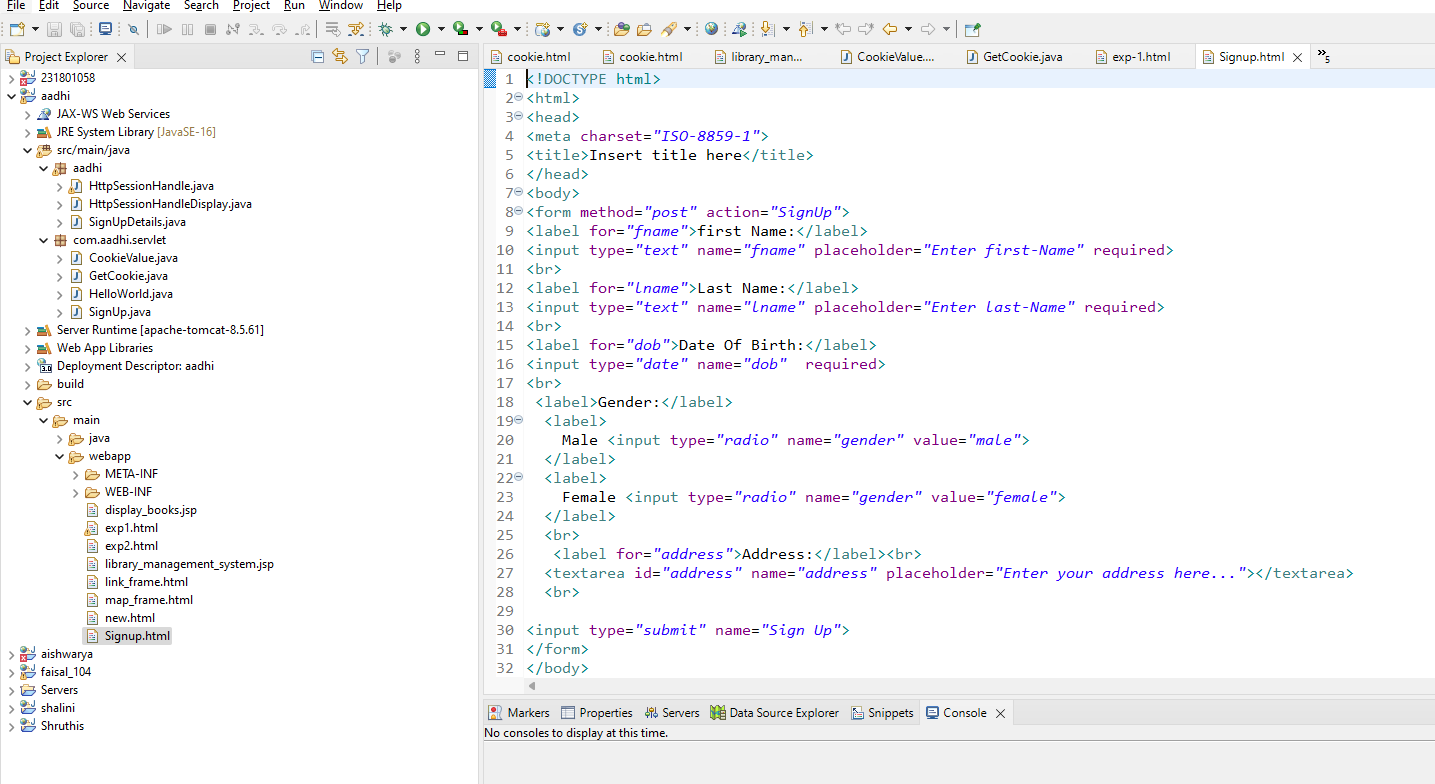 File Edit Source Navigate Search Project Run Window Help
Project Explorer
231801058
aadhi
JAX-WS Web Services
JRE System Library [JavaSE-16]
src/main/java
aadhi
HttpSessionHandle.java
HttpSessionHandleDisplay.java
SignUpDetails.java
com.aadhi.servlet
CookieValue.java
GetCookie.java
HelloWorld.java
SignUp.java
Server Runtime [apache-tomcat-8.5.61]
Web App Libraries
Deployment Descriptor: aadhi
build
src
main
java
webapp
META-INF
WEB-INF
display_books.jsp
exp1.html
exp2.html
library_management_system.jsp
link_frame.html
map_frame.html
new.html
Signup.html
aishwarya
faisal_104
Servers
shalini
Shruthis
cookie.html cookie.html library_man... CookieValue.... GetCookie.java exp-1.html Signup.html »5
1 <!DOCTYPE html>
2 <html>
3 <head>
4 <meta charset="ISO-8859-1">
5 <title>Insert title here</title>
6 </head>
7 <body>
8 <form method="post" action="SignUp">
9 <label for="fname">first Name:</label>
10 <input type="text" name="fname" placeholder="Enter first-Name" required>
11 <br>
12 <label for="lname">Last Name:</label>
13 <input type="text" name="lname" placeholder="Enter last-Name" required>
14 <br>
15 <label for="dob">Date Of Birth:</label>
16 <input type="date" name="dob"  required>
17 <br>
18  <label>Gender:</label>
19   <label>
20     Male <input type="radio" name="gender" value="male">
21   </label>
22   <label>
23     Female <input type="radio" name="gender" value="female">
24   </label>
25   <br>
26    <label for="address">Address:</label><br>
27   <textarea id="address" name="address" placeholder="Enter your address here..."></textarea>
28   <br>
29
30 <input type="submit" name="Sign Up">
31 </form>
32 </body>
Markers Properties Servers Data Source Explorer Snippets Console
No consoles to display at this time.